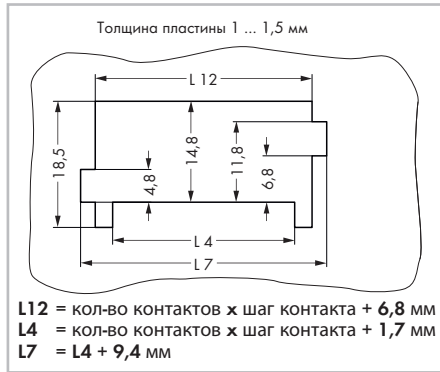 Толщина пластины 1 ... 1,5 мм
L 12
18,5
14,8
11,8
4,8
6,8
L 4
L 7
L12 = кол-во контактов x шаг контакта + 6,8 мм
L4 = кол-во контактов x шаг контакта + 1,7 мм
L7 = L4 + 9,4 мм